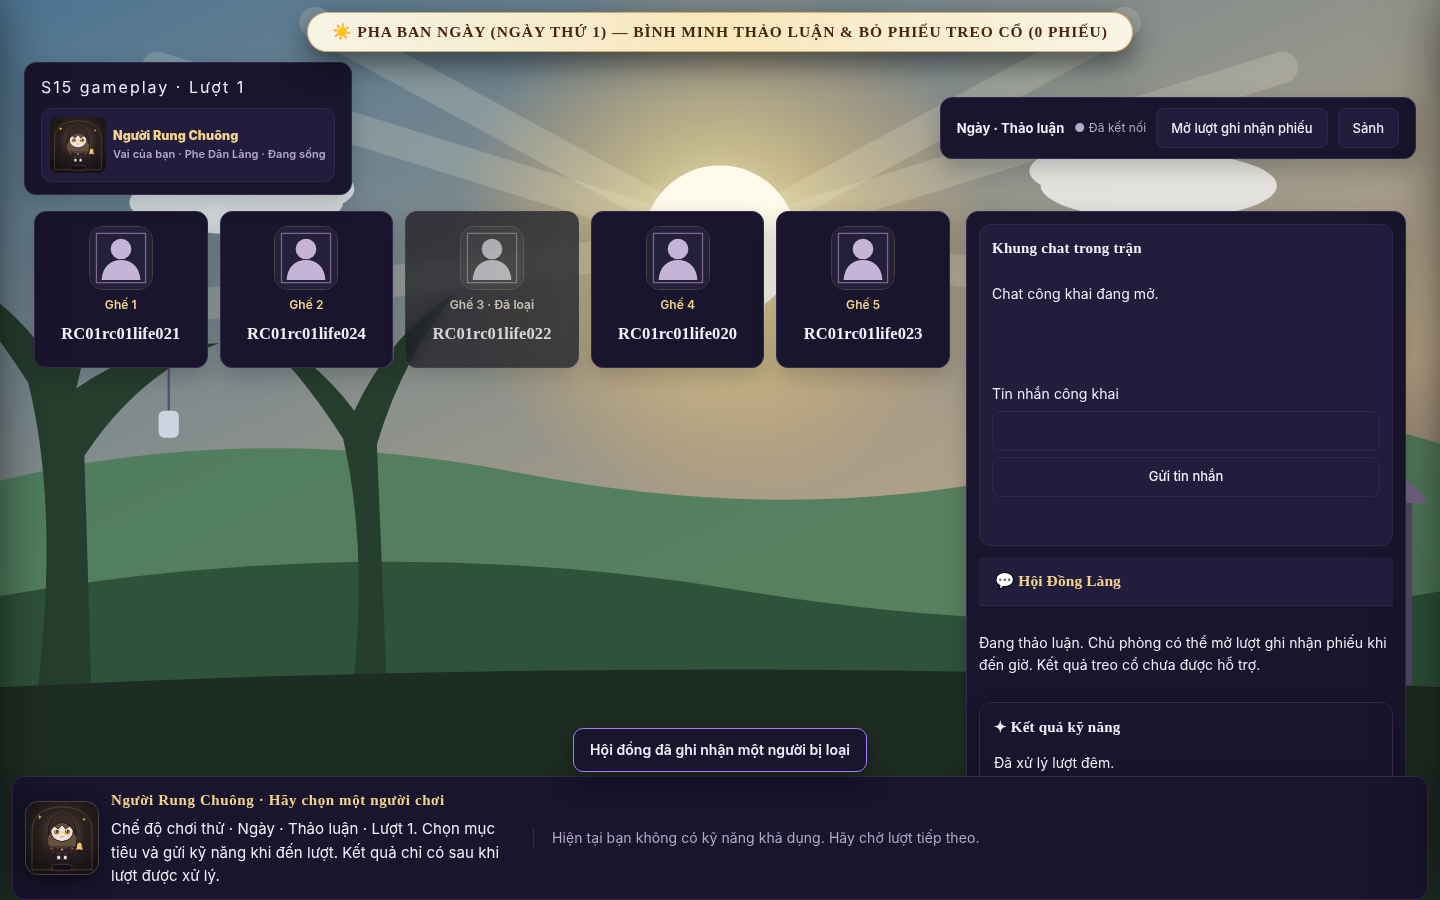 ☀️ PHA BAN NGÀY (NGÀY THỨ 1) — BÌNH MINH THẢO LUẬN & BỎ PHIẾU TREO CỔ (0 PHIẾU)
S15 gameplay · Lượt 1
Người Rung Chuông
Vai của bạn · Phe Dân Làng · Đang sống
Ngày · Thảo luận
Đã kết nối
Mở lượt ghi nhận phiếu
Sảnh
Ghế 1
RC01rc01life021
Ghế 2
RC01rc01life024
Ghế 3 · Đã loại
RC01rc01life022
Ghế 4
RC01rc01life020
Ghế 5
RC01rc01life023
Khung chat trong trận
Chat công khai đang mở.
Tin nhắn công khai
Gửi tin nhắn
💬 Hội Đồng Làng
Đang thảo luận. Chủ phòng có thể mở lượt ghi nhận phiếu khi
đến giờ. Kết quả treo cổ chưa được hỗ trợ.
✦ Kết quả kỹ năng
Đã xử lý lượt đêm.
Hội đồng đã ghi nhận một người bị loại
Người Rung Chuông · Hãy chọn một người chơi
Chế độ chơi thử · Ngày · Thảo luận · Lượt 1. Chọn mục
tiêu và gửi kỹ năng khi đến lượt. Kết quả chỉ có sau khi
lượt được xử lý.
Hiện tại bạn không có kỹ năng khả dụng. Hãy chờ lượt tiếp theo.